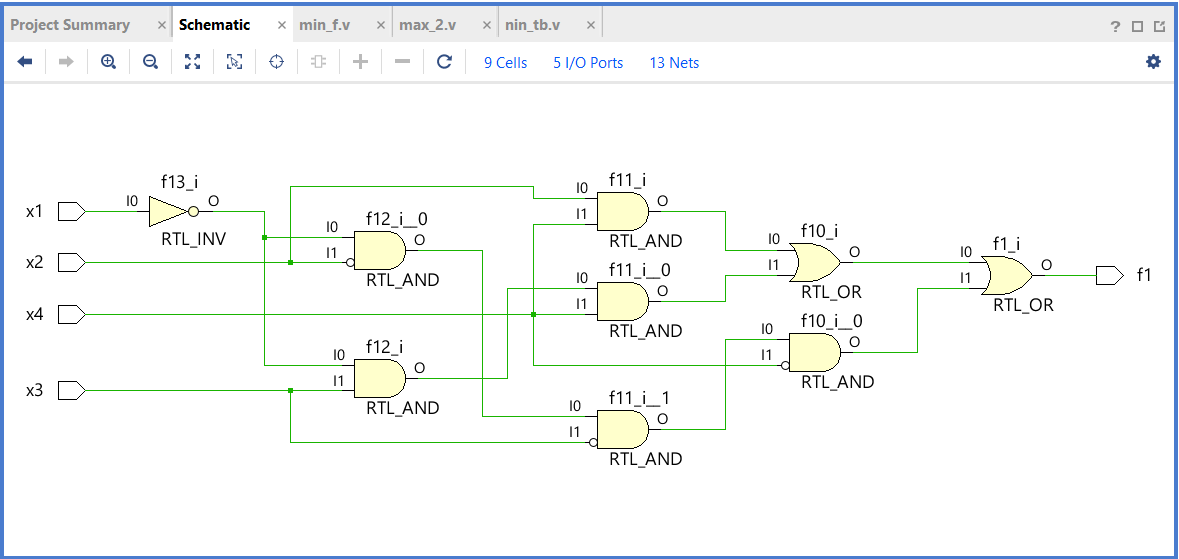 Project Summary × Schematic × min_f.v × max_2.v × nin_tb.v ×
?
9 Cells 5 I/O Ports 13 Nets
x1
I0
f13_i
O
RTL_INV
x2
x4
x3
I0
f12_i__0
I1
O
RTL_AND
I0
f12_i
I1
O
RTL_AND
I0
f11_i
I1
O
RTL_AND
I0
f11_i__0
I1
O
RTL_AND
I0
f11_i__1
I1
O
RTL_AND
I0
f10_i
I1
O
RTL_OR
I0
f10_i__0
I1
O
RTL_AND
I0
f1_i
I1
O
RTL_OR
f1